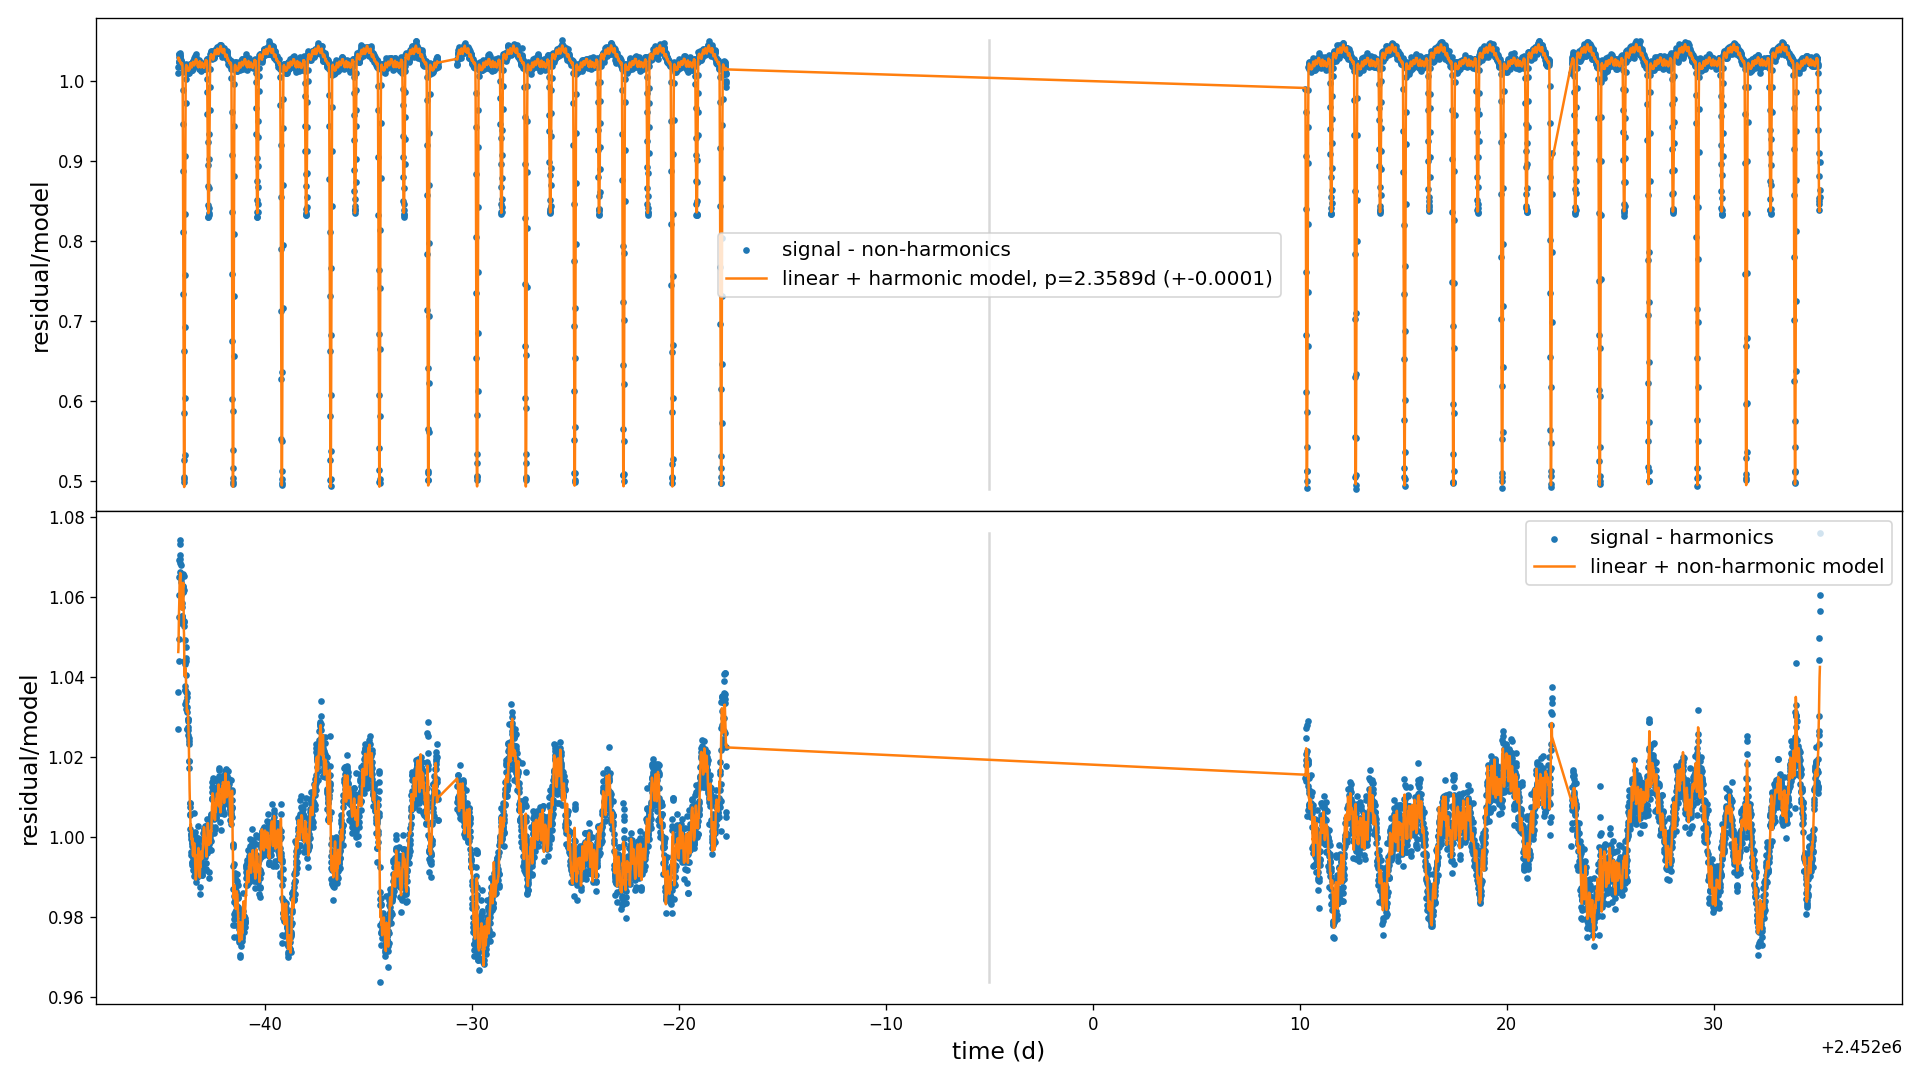 residual/model
1.0
0.9
0.8
0.7
0.6
0.5
signal - non-harmonics
linear + harmonic model, p=2.3589d (+-0.0001)
residual/model
1.08
1.06
1.04
1.02
1.00
0.98
0.96
signal - harmonics
linear + non-harmonic model
−40 −30 −20 −10 0 10 20 30
time (d)
+2.452e6